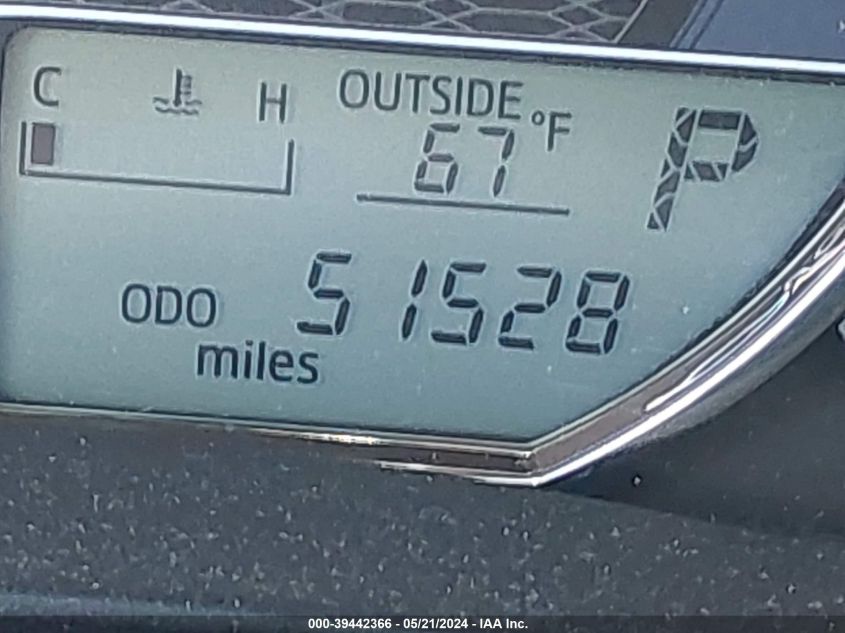 C H OUTSIDE
67 °F P
ODO 51528
miles
000-39442366 - 05/21/2024 - IAA Inc.